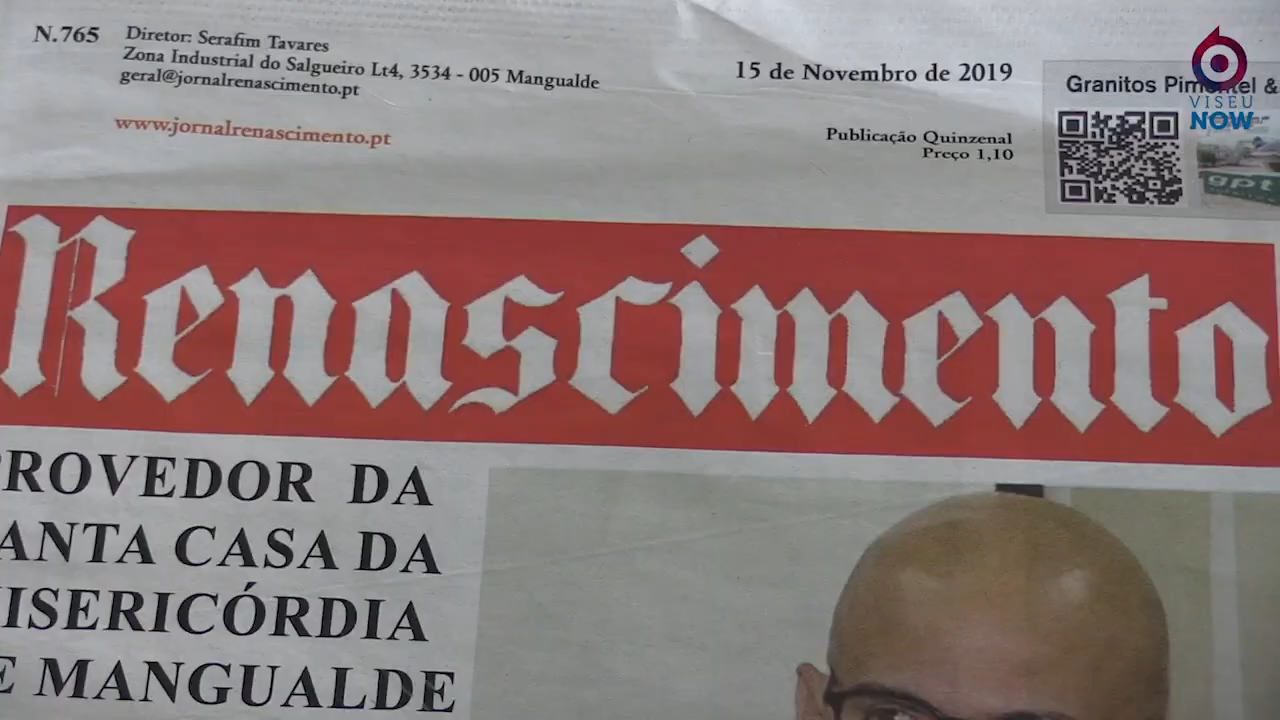 N.765
Diretor: Serafim Tavares
Zona Industrial do Salgueiro Lt4, 3534 - 005 Mangualde
geral@jornalrenascimento.pt
www.jornalrenascimento.pt
15 de Novembro de 2019
Publicação Quinzenal
Preço 1,10
Granitos Pimentel &
gpt
VISEU
NOW
Renascimento
ROVEDOR DA
ANTA CASA DA
ISERICÓRDIA
E MANGUALDE